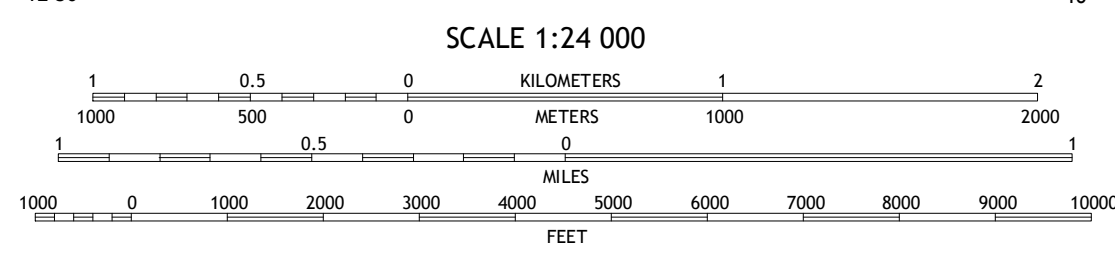 SCALE 1:24 000
1 0.5 0 KILOMETERS 1 2
1000 500 0 METERS 1000 2000
1 0.5 0 1
MILES
1000 0 1000 2000 3000 4000 5000 6000 7000 8000 9000 10000
FEET